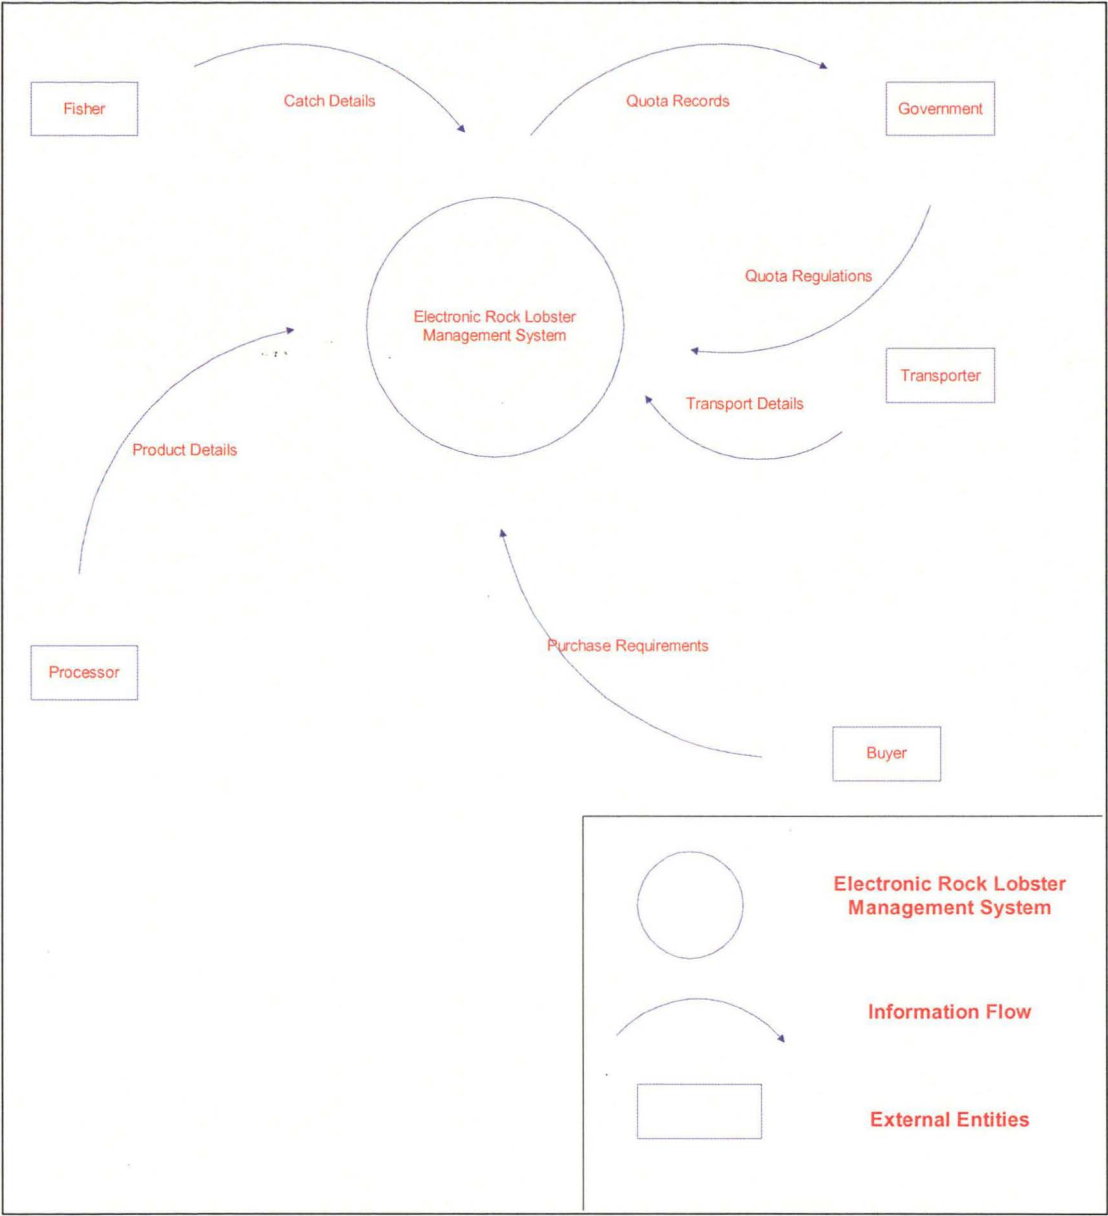 Fisher
Catch Details
Quota Records
Government
Quota Regulations
Electronic Rock Lobster
Management System
Transporter
Transport Details
Product Details
Purchase Requirements
Processor
Buyer
Electronic Rock Lobster
Management System
Information Flow
External Entities